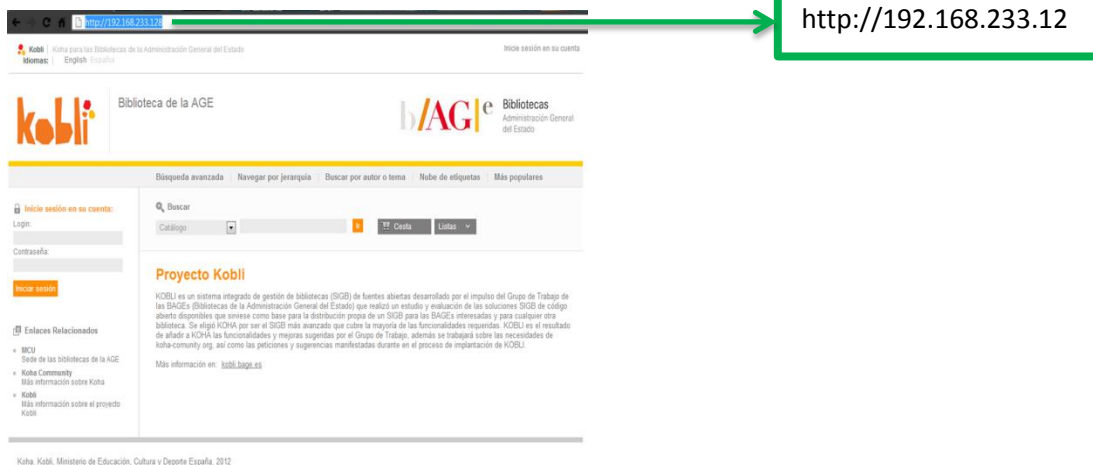 http://192.168.233.128
http://192.168.233.12
Kobli | Koha para las Bibliotecas de la Administración General del Estado
Inicie sesión en su cuenta
Idiomas: English Español
kobli
Biblioteca de la AGE
b/AG|e
Bibliotecas
Administración General
del Estado
Búsqueda avanzada | Navegar por jerarquía | Buscar por autor o tema | Nube de etiquetas | Más populares
Inicie sesión en su cuenta:
Login:
Contraseña:
Iniciar sesión
Buscar
Catálogo
Ir
Cesta
Listas
Proyecto Kobli
KOBLI es un sistema integrado de gestión de bibliotecas (SIGB) de fuentes abiertas desarrollado por el impulso del Grupo de Trabajo de
las BAGEs (Bibliotecas de la Administración General del Estado) que realizó un estudio y evaluación de las soluciones SIGB de código
abierto disponibles que sirviese como base para la distribución propia de un SIGB para las BAGEs interesadas y para cualquier otra
biblioteca. Se eligió KOHA por ser el SIGB más avanzado que cubre la mayoría de las funcionalidades requeridas. KOBLI es el resultado
de añadir a KOHA las funcionalidades y mejoras sugeridas por el Grupo de Trabajo, además se trabajará sobre las necesidades de
koha-comunity.org, así como las peticiones y sugerencias manifestadas durante en el proceso de implantación de KOBLI.
Más información en: kobli.bage.es
Enlaces Relacionados
MCU
Sede de las bibliotecas de la AGE
Koha Community
Más información sobre Koha
Kobli
Más información sobre el proyecto
Kobli
Koha. Kobli. Ministerio de Educación, Cultura y Deporte España, 2012